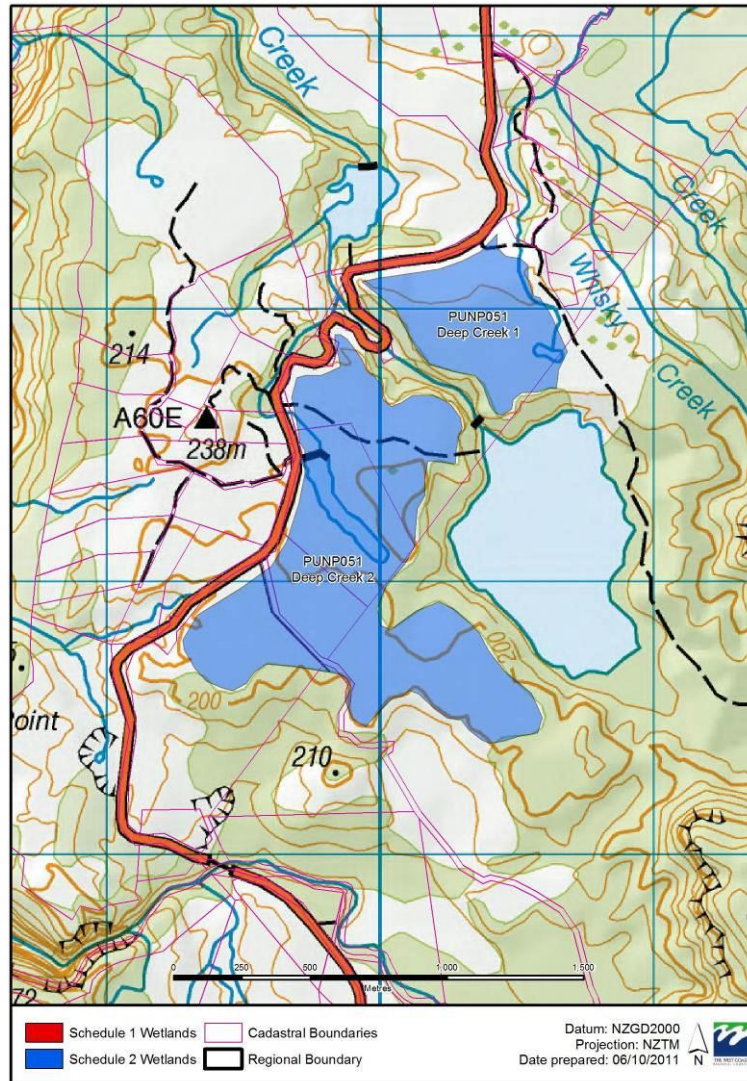 Creek
Creek
Whisky
Creek
PUNP051
Deep Creek 1
214
A60E
238m
PUNP051
Deep Creek 2
200
200
oint
210
0 250 500 1 000 1 500
Metres
72
Schedule 1 Wetlands
Cadastral Boundaries
Schedule 2 Wetlands
Regional Boundary
Datum: NZGD2000
Projection: NZTM
Date prepared: 06/10/2011
N